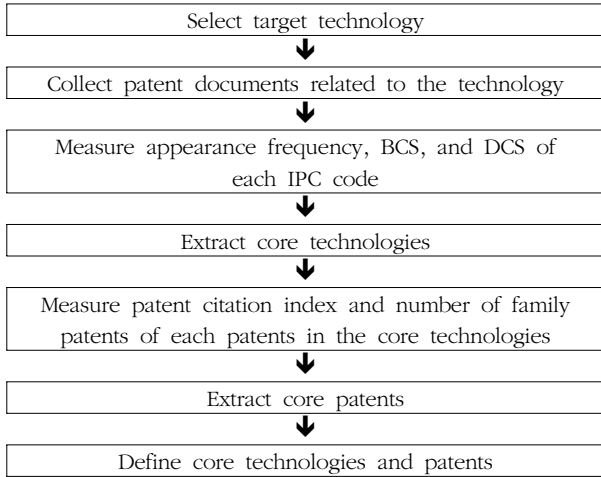 Select target technology
Collect patent documents related to the technology
Measure appearance frequency, BCS, and DCS of
each IPC code
Extract core technologies
Measure patent citation index and number of family
patents of each patents in the core technologies
Extract core patents
Define core technologies and patents